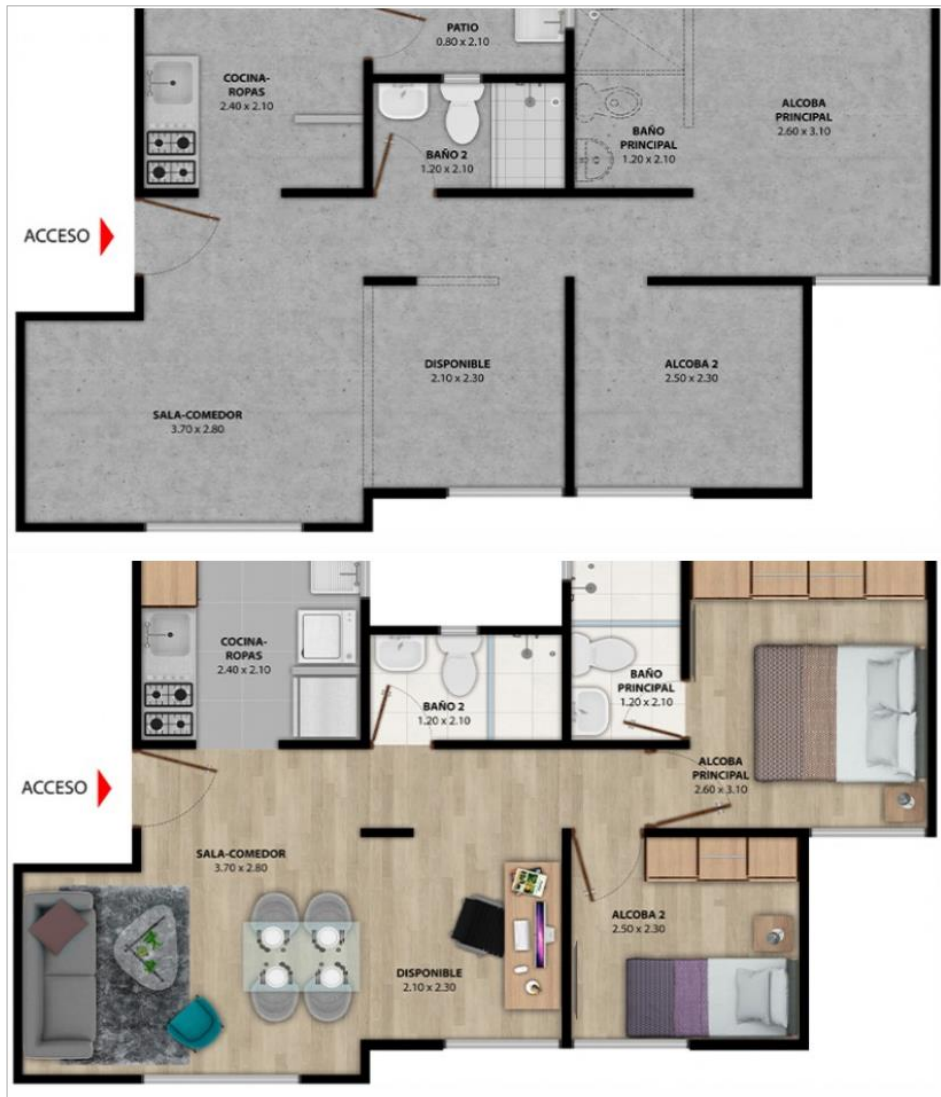 PATIO
0.80 x 2.10
COCINA-
ROPAS
2.40 x 2.10
ALCOBA
PRINCIPAL
2.60 x 3.10
BAÑO
PRINCIPAL
1.20 x 2.10
BAÑO 2
1.20 x 2.10
ACCESO
DISPONIBLE
2.10 x 2.30
ALCOBA 2
2.50 x 2.30
SALA-COMEDOR
3.70 x 2.80
COCINA-
ROPAS
2.40 x 2.10
BAÑO
PRINCIPAL
1.20 x 2.10
BAÑO 2
1.20 x 2.10
ALCOBA
PRINCIPAL
2.60 x 3.10
ACCESO
SALA-COMEDOR
3.70 x 2.80
ALCOBA 2
2.50 x 2.30
DISPONIBLE
2.10 x 2.30